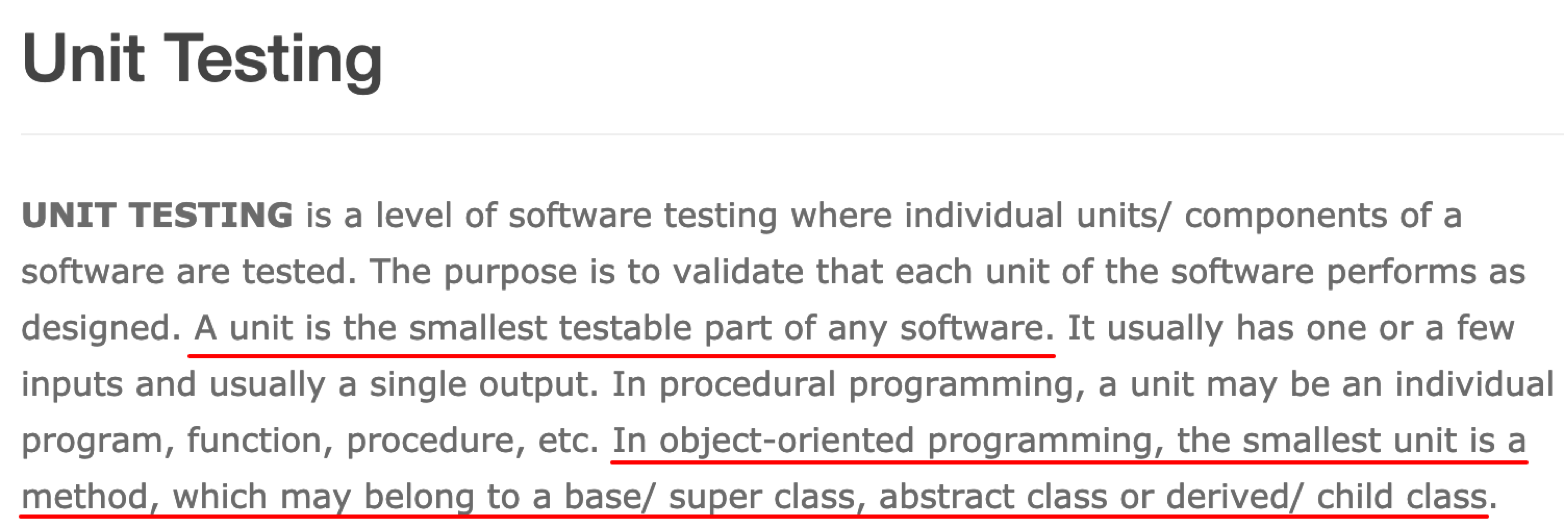 Unit Testing
UNIT TESTING is a level of software testing where individual units/ components of a
software are tested. The purpose is to validate that each unit of the software performs as
designed. A unit is the smallest testable part of any software. It usually has one or a few
inputs and usually a single output. In procedural programming, a unit may be an individual
program, function, procedure, etc. In object-oriented programming, the smallest unit is a
method, which may belong to a base/ super class, abstract class or derived/ child class.